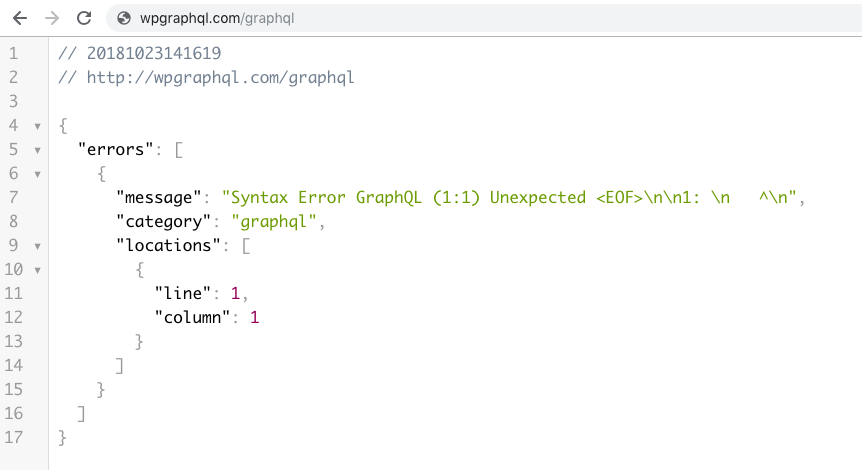 wpgraphql.com/graphql
1 // 20181023141619
2 // http://wpgraphql.com/graphql
3
4 {
5 "errors": [
6 {
7 "message": "Syntax Error GraphQL (1:1) Unexpected <EOF>\n\n1: \n   ^\n",
8 "category": "graphql",
9 "locations": [
10 {
11 "line": 1,
12 "column": 1
13 }
14 ]
15 }
16 ]
17 }